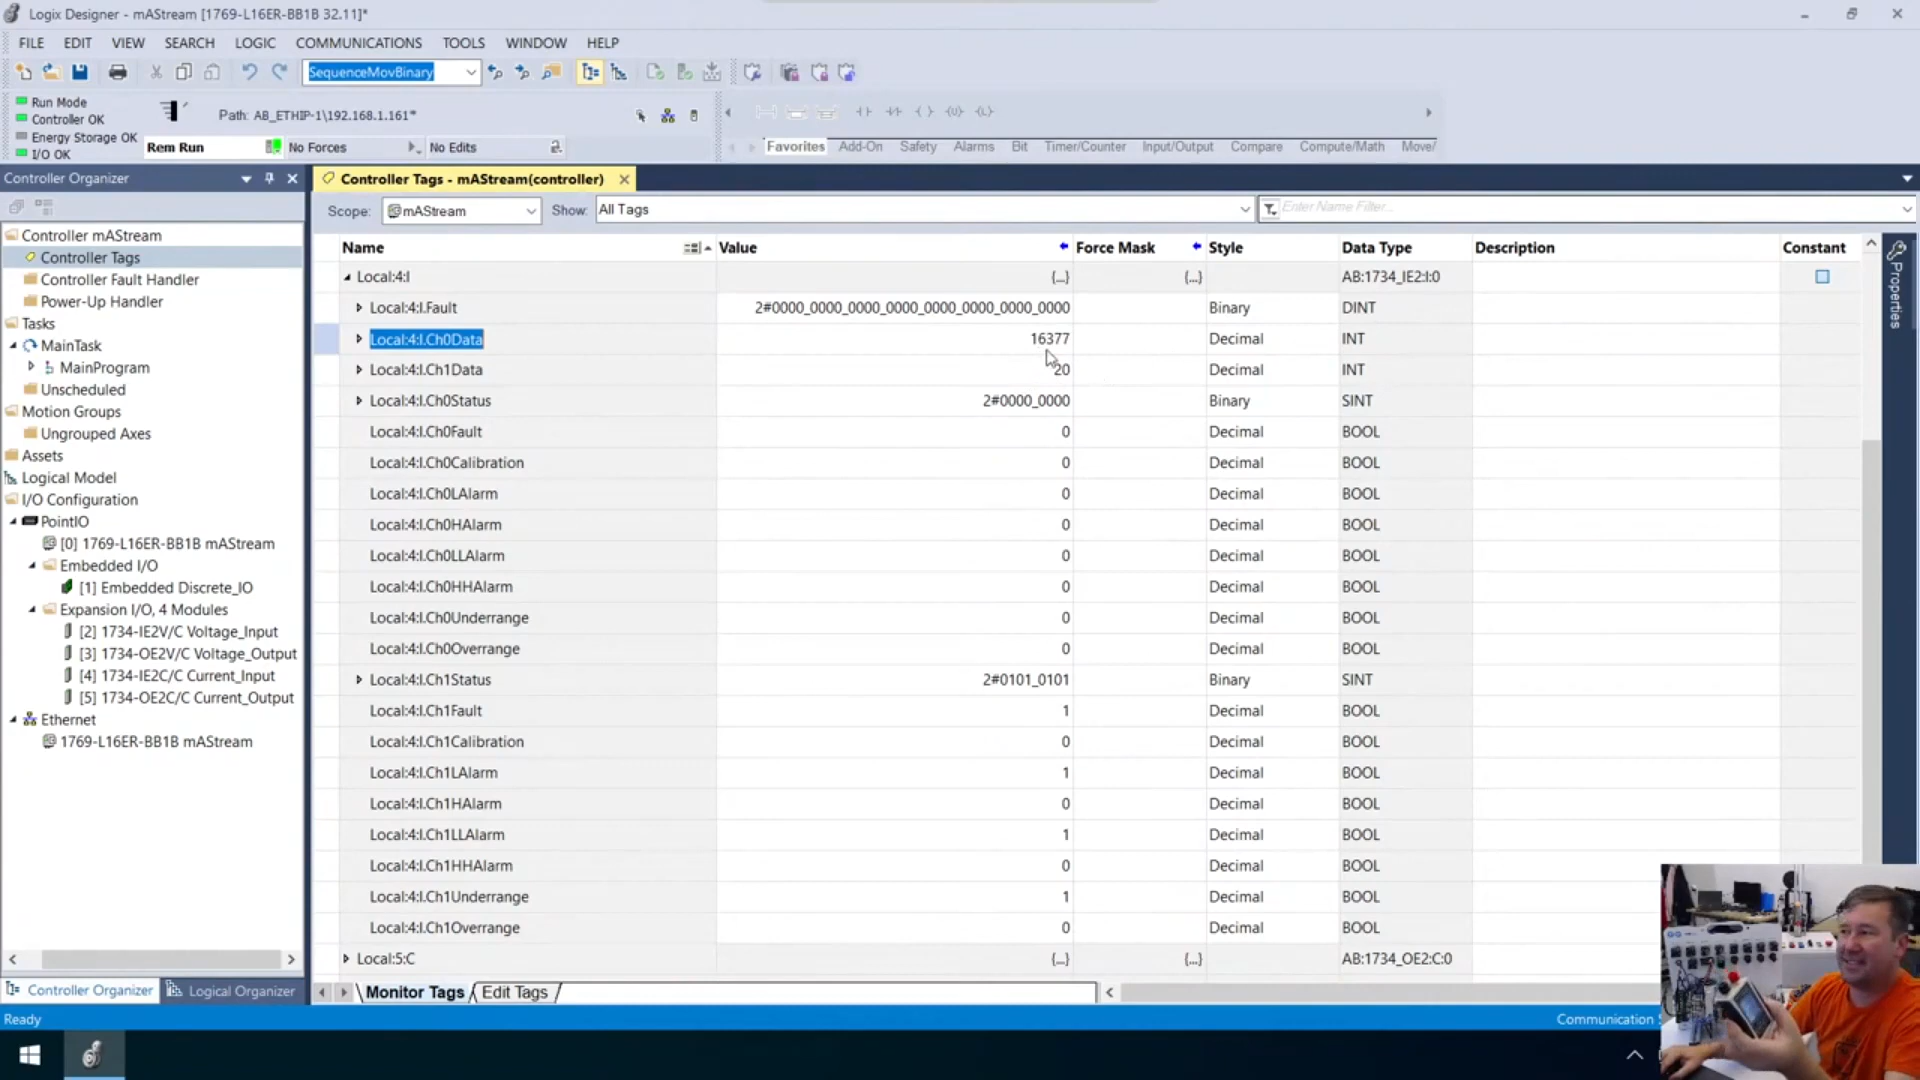 Logix Designer - mAStream [1769-L16ER-BB1B 32.11]*
FILE EDIT VIEW SEARCH LOGIC COMMUNICATIONS TOOLS WINDOW HELP
SequenceMovBinary
Run Mode
Controller OK
Energy Storage OK
I/O OK
Path: AB_ETHIP-1\192.168.1.161*
Rem Run No Forces No Edits
Favorites Add-On Safety Alarms Bit Timer/Counter Input/Output Compare Compute/Math Move/
Controller Organizer
Controller mAStream
Controller Tags
Controller Fault Handler
Power-Up Handler
Tasks
MainTask
MainProgram
Unscheduled
Motion Groups
Ungrouped Axes
Assets
Logical Model
I/O Configuration
PointIO
[0] 1769-L16ER-BB1B mAStream
Embedded I/O
[1] Embedded Discrete_IO
Expansion I/O, 4 Modules
[2] 1734-IE2V/C Voltage_Input
[3] 1734-OE2V/C Voltage_Output
[4] 1734-IE2C/C Current_Input
[5] 1734-OE2C/C Current_Output
Ethernet
1769-L16ER-BB1B mAStream
Controller Organizer Logical Organizer
Controller Tags - mAStream(controller)
Scope: mAStream Show: All Tags Enter Name Filter...
Name Value Force Mask Style Data Type Description Constant
Local:4:I {...} {...} AB:1734_IE2:I:0
Local:4:I.Fault 2#0000_0000_0000_0000_0000_0000_0000_0000 Binary DINT
Local:4:I.Ch0Data 16377 Decimal INT
Local:4:I.Ch1Data 20 Decimal INT
Local:4:I.Ch0Status 2#0000_0000 Binary SINT
Local:4:I.Ch0Fault 0 Decimal BOOL
Local:4:I.Ch0Calibration 0 Decimal BOOL
Local:4:I.Ch0LAlarm 0 Decimal BOOL
Local:4:I.Ch0HAlarm 0 Decimal BOOL
Local:4:I.Ch0LLAlarm 0 Decimal BOOL
Local:4:I.Ch0HHAlarm 0 Decimal BOOL
Local:4:I.Ch0Underrange 0 Decimal BOOL
Local:4:I.Ch0Overrange 0 Decimal BOOL
Local:4:I.Ch1Status 2#0101_0101 Binary SINT
Local:4:I.Ch1Fault 1 Decimal BOOL
Local:4:I.Ch1Calibration 0 Decimal BOOL
Local:4:I.Ch1LAlarm 1 Decimal BOOL
Local:4:I.Ch1HAlarm 0 Decimal BOOL
Local:4:I.Ch1LLAlarm 1 Decimal BOOL
Local:4:I.Ch1HHAlarm 0 Decimal BOOL
Local:4:I.Ch1Underrange 1 Decimal BOOL
Local:4:I.Ch1Overrange 0 Decimal BOOL
Local:5:C {...} {...} AB:1734_OE2:C:0
Monitor Tags Edit Tags
Properties
Ready
Communication